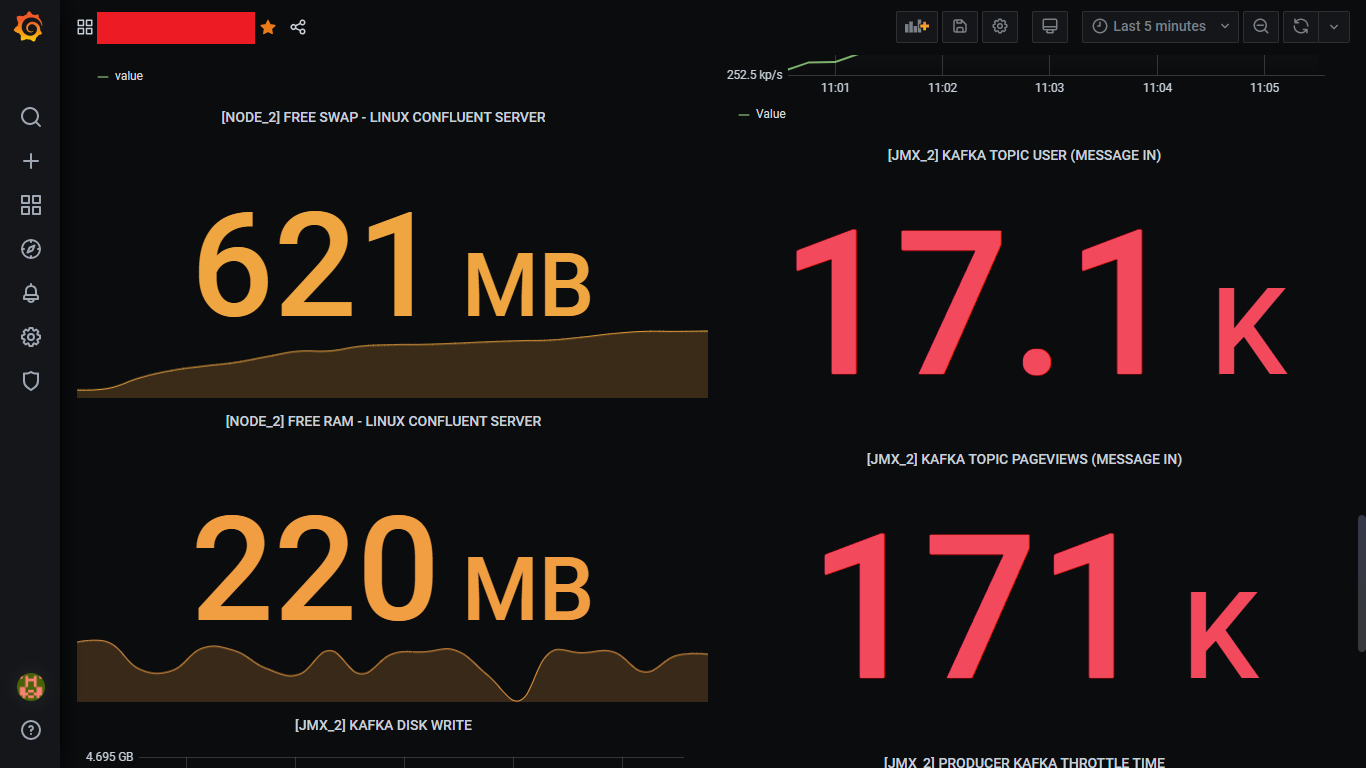 Last 5 minutes
value
[NODE_2] FREE SWAP - LINUX CONFLUENT SERVER
621 MB
[NODE_2] FREE RAM - LINUX CONFLUENT SERVER
220 MB
[JMX_2] KAFKA DISK WRITE
4.695 GB
252.5 kp/s
11:01 11:02 11:03 11:04 11:05
Value
[JMX_2] KAFKA TOPIC USER (MESSAGE IN)
17.1 K
[JMX_2] KAFKA TOPIC PAGEVIEWS (MESSAGE IN)
171 K
[JMX_2] PRODUCER KAFKA THROTTLE TIME